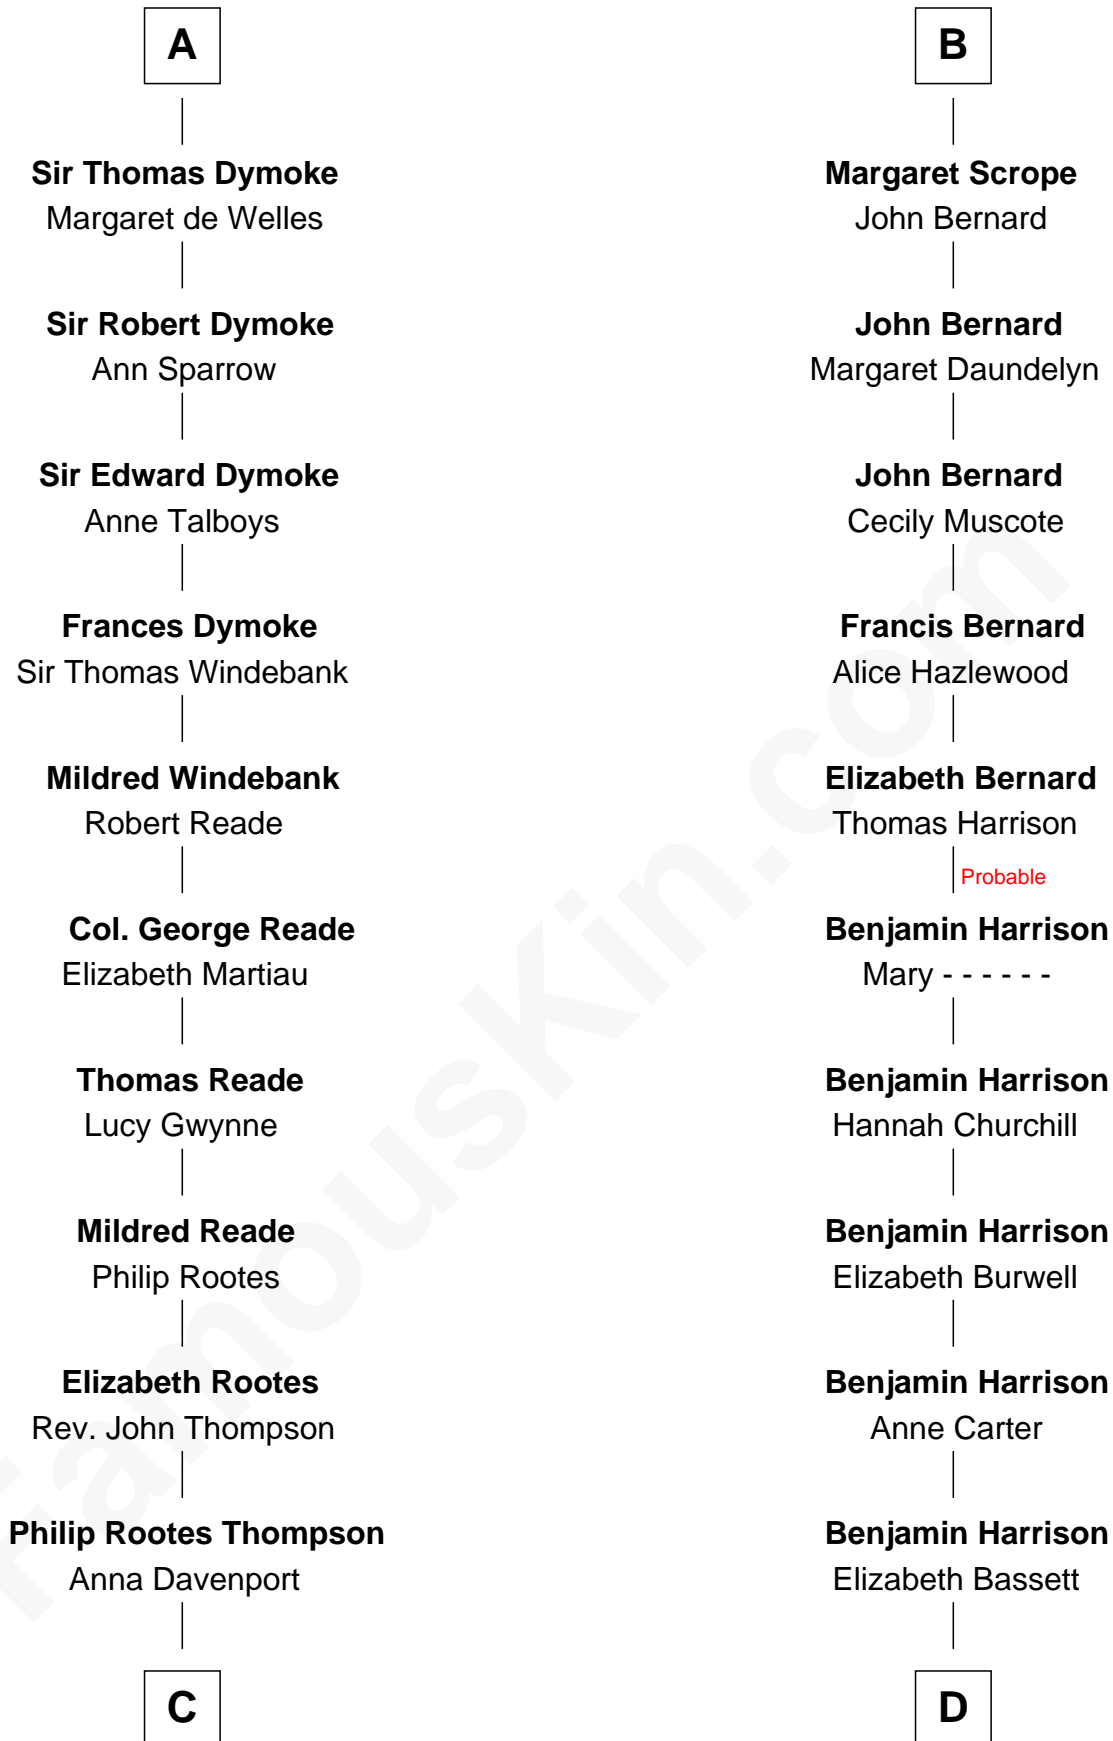 A
Sir Thomas Dymoke
Margaret de Welles
Sir Robert Dymoke
Ann Sparrow
Sir Edward Dymoke
Anne Talboys
Frances Dymoke
Sir Thomas Windebank
Mildred Windebank
Robert Reade
Col. George Reade
Elizabeth Martiau
Thomas Reade
Lucy Gwynne
Mildred Reade
Philip Rootes
Elizabeth Rootes
Rev. John Thompson
Philip Rootes Thompson
Anna Davenport
C
B
Margaret Scrope
John Bernard
John Bernard
Margaret Daundelyn
John Bernard
Cecily Muscote
Francis Bernard
Alice Hazlewood
Elizabeth Bernard
Thomas Harrison
Probable
Benjamin Harrison
Mary - - - - - -
Benjamin Harrison
Hannah Churchill
Benjamin Harrison
Elizabeth Burwell
Benjamin Harrison
Anne Carter
Benjamin Harrison
Elizabeth Bassett
D
FamousKin.com